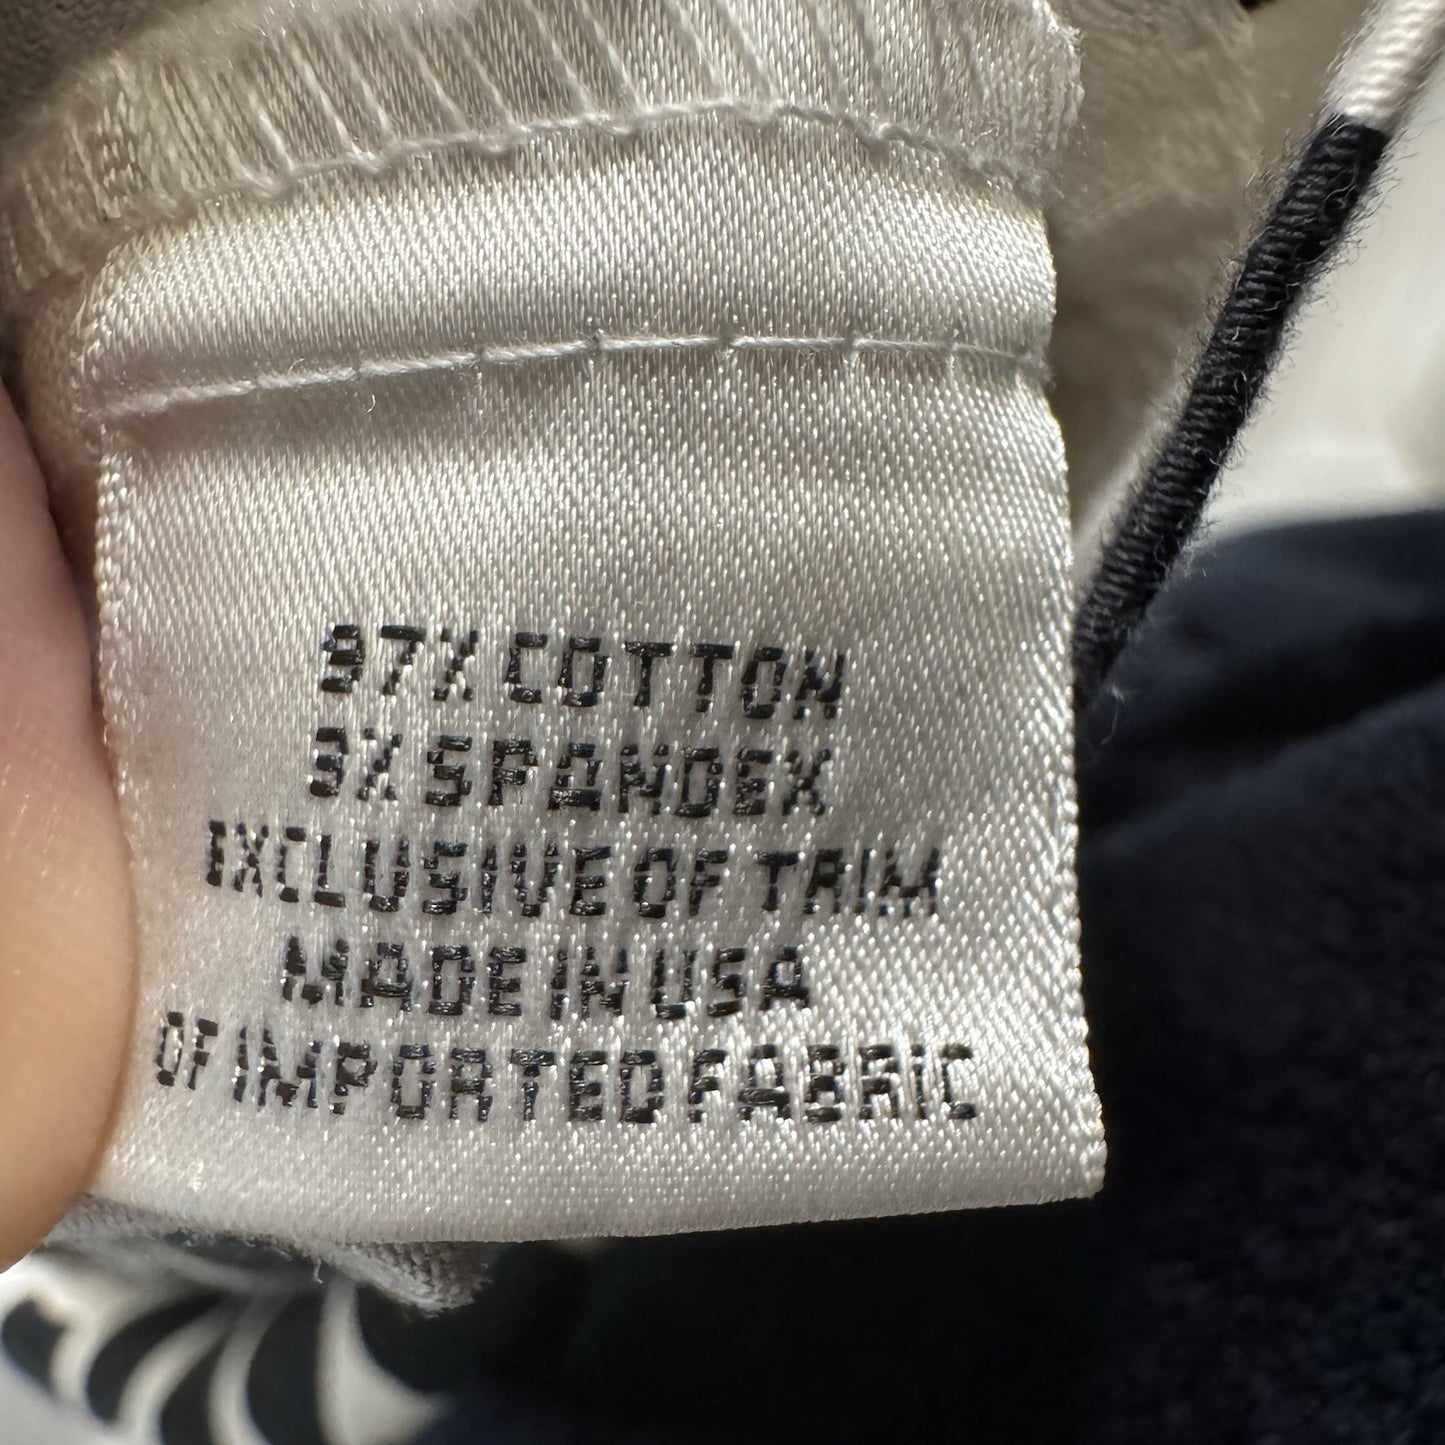 97% COTTON
3% SPANDEX
EXCLUSIVE OF TRIM
MADE IN USA
OF IMPORTED FABRIC